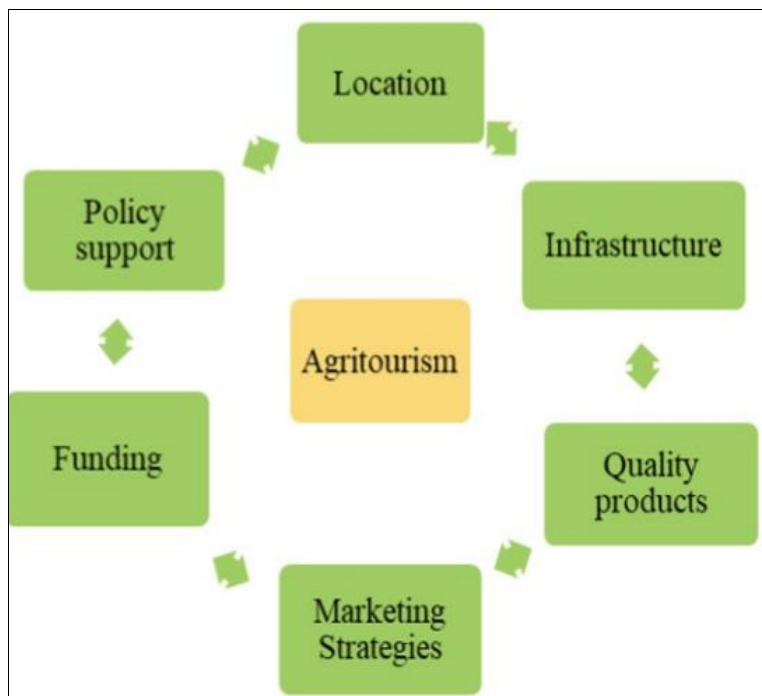 Location
Policy
support
Infrastructure
Agritourism
Funding
Quality
products
Marketing
Strategies